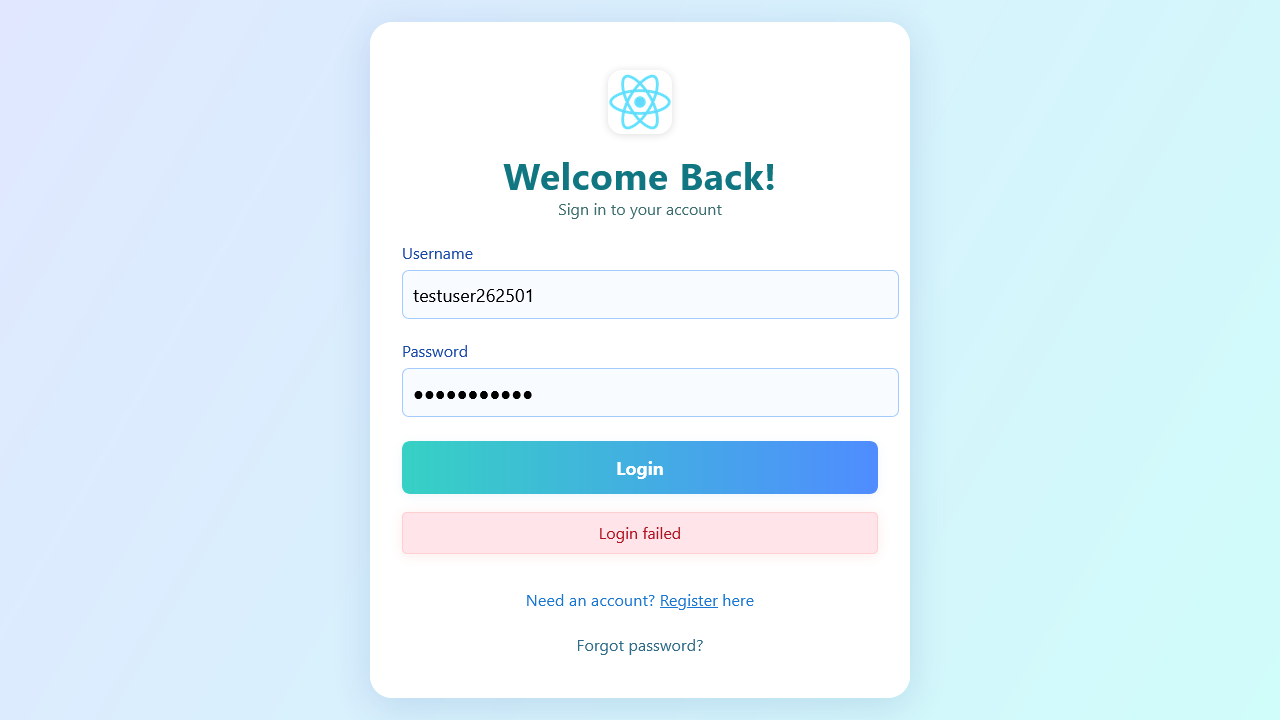 Welcome Back!
Sign in to your account
Username
testuser262501
Password
●●●●●●●●●●●
Login
Login failed
Need an account? Register here
Forgot password?